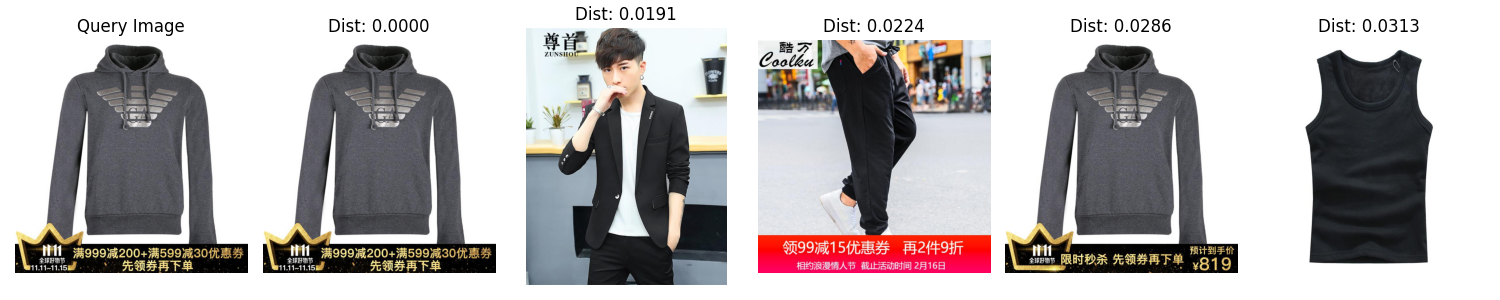 Query Image
Dist: 0.0000
Dist: 0.0191
Dist: 0.0224
Dist: 0.0286
Dist: 0.0313
11.11
全球好物节
11.11-11.15
满999减200+满599减30优惠券
先领券再下单
11.11
全球好物节
11.11-11.15
满999减200+满599减30优惠券
先领券再下单
尊首
ZUNSHOU
酷夯
Coolku
领99减15优惠券 再2件9折
相约浪漫情人节 截止活动时间 2月16日
11.11
全球好物节
限时秒杀 先领券再下单
预计到手价
¥819